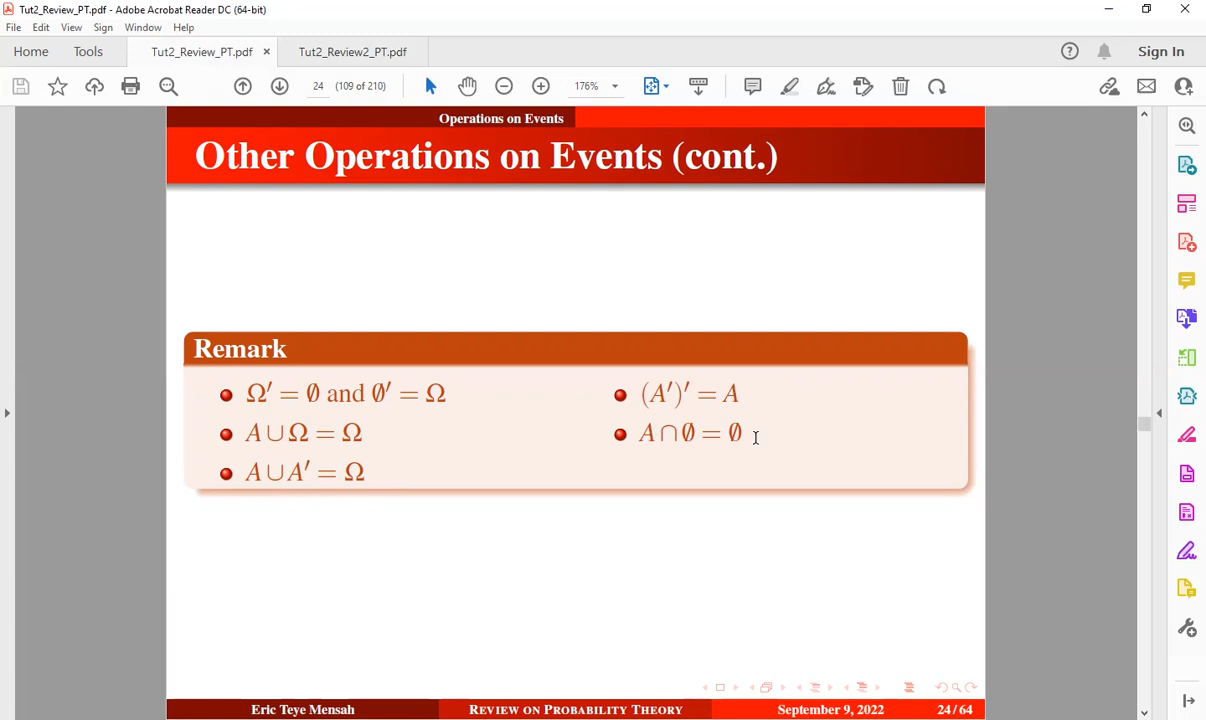 Tut2_Review_PT.pdf - Adobe Acrobat Reader DC (64-bit)
File Edit View Sign Window Help
Home Tools Tut2_Review_PT.pdf × Tut2_Review2_PT.pdf Sign In
24 (109 of 210) 176%
Operations on Events
Other Operations on Events (cont.)
Remark
Ω′ = ∅ and ∅′ = Ω
A ∪ Ω = Ω
A ∪ A′ = Ω
(A′)′ = A
A ∩ ∅ = ∅
Eric Teye Mensah REVIEW ON PROBABILITY THEORY September 9, 2022 24/64